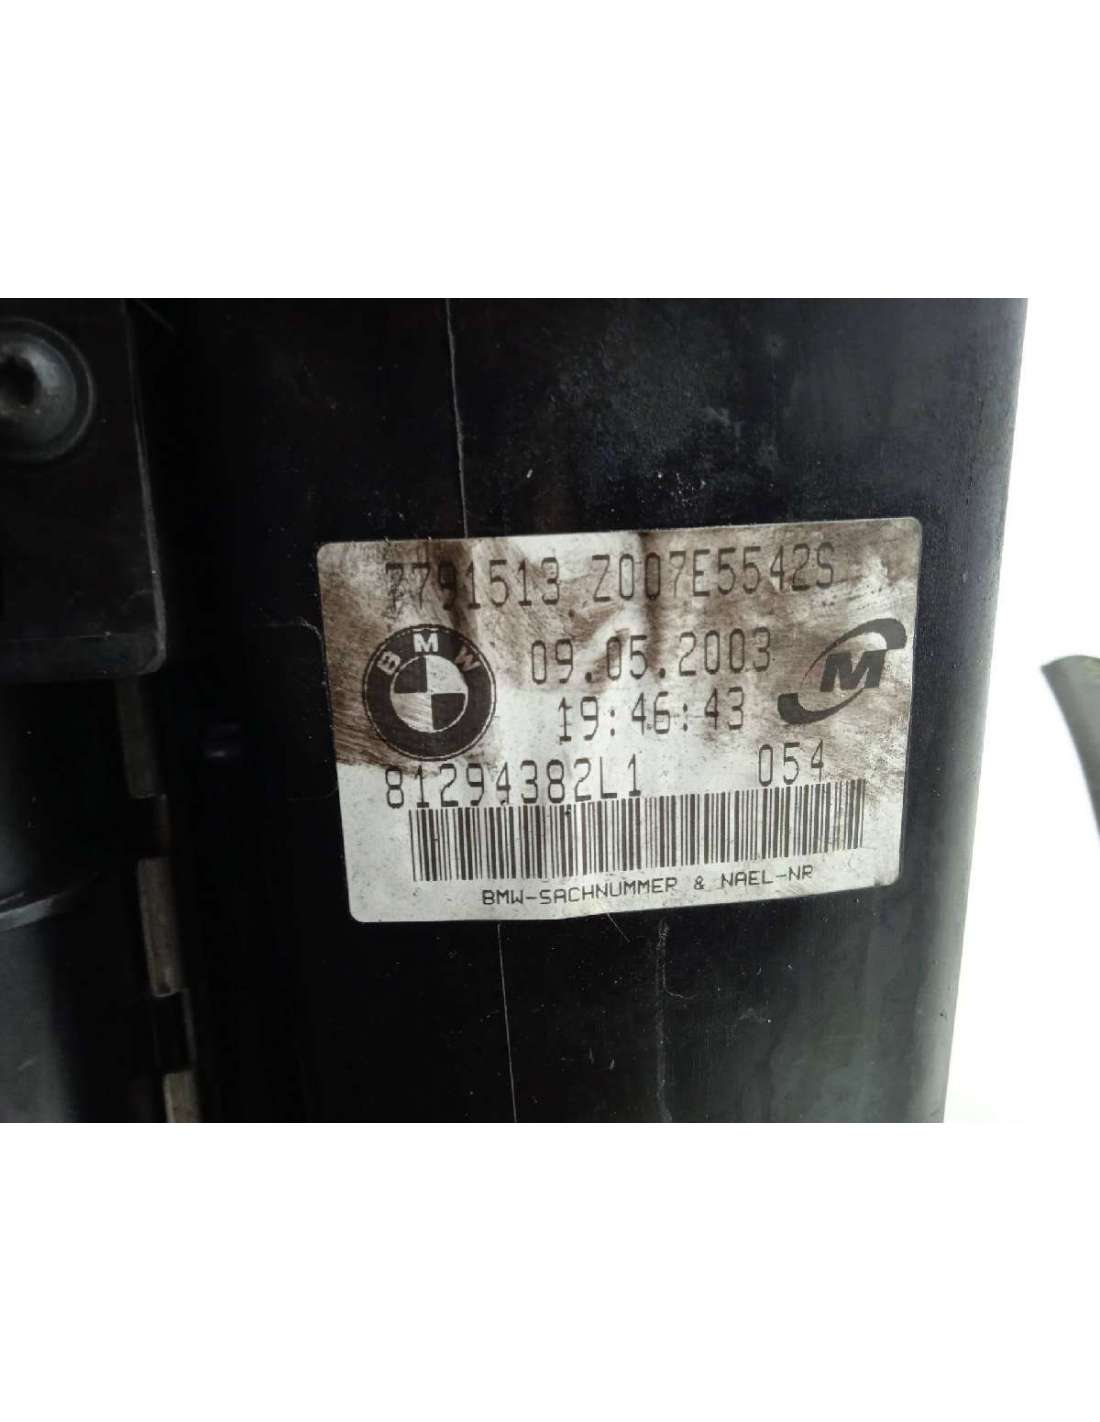 7791513 Z007E5542S
BMW
09.05.2003
M
19:46:43
81294382L1 054
BMW-SACHNUMMER & NAEL-NR